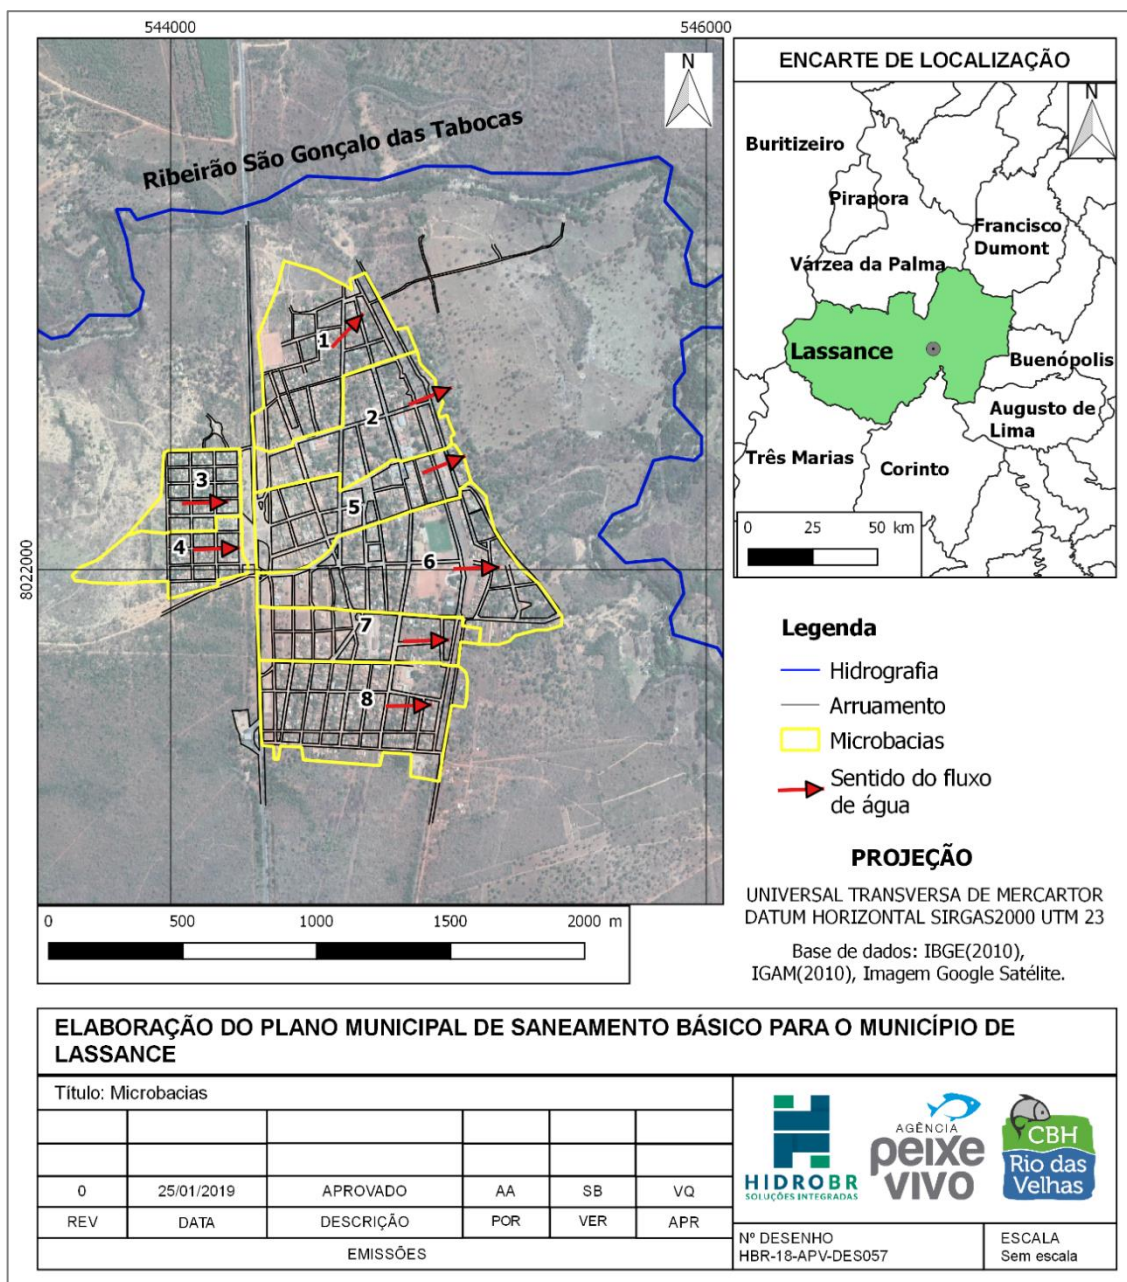 544000
546000
8022000
N
Ribeirão São Gonçalo das Tabocas
1
2
3
4
5
6
7
8
0 500 1000 1500 2000 m
ENCARTE DE LOCALIZAÇÃO
N
Buritizeiro
Pirapora
Francisco
Dumont
Várzea da Palma
Lassance
Buenópolis
Augusto de
Lima
Três Marias
Corinto
0 25 50 km
Legenda
Hidrografia
Arruamento
Microbacias
Sentido do fluxo
de água
PROJEÇÃO
UNIVERSAL TRANSVERSA DE MERCARTOR
DATUM HORIZONTAL SIRGAS2000 UTM 23
Base de dados: IBGE(2010),
IGAM(2010), Imagem Google Satélite.
ELABORAÇÃO DO PLANO MUNICIPAL DE SANEAMENTO BÁSICO PARA O MUNICÍPIO DE
LASSANCE
Título: Microbacias
0 25/01/2019 APROVADO AA SB VQ
REV DATA DESCRIÇÃO POR VER APR
EMISSÕES
HIDROBR
SOLUÇÕES INTEGRADAS
AGÊNCIA
peixe
vivo
CBH
Rio das
Velhas
Nº DESENHO
HBR-18-APV-DES057
ESCALA
Sem escala